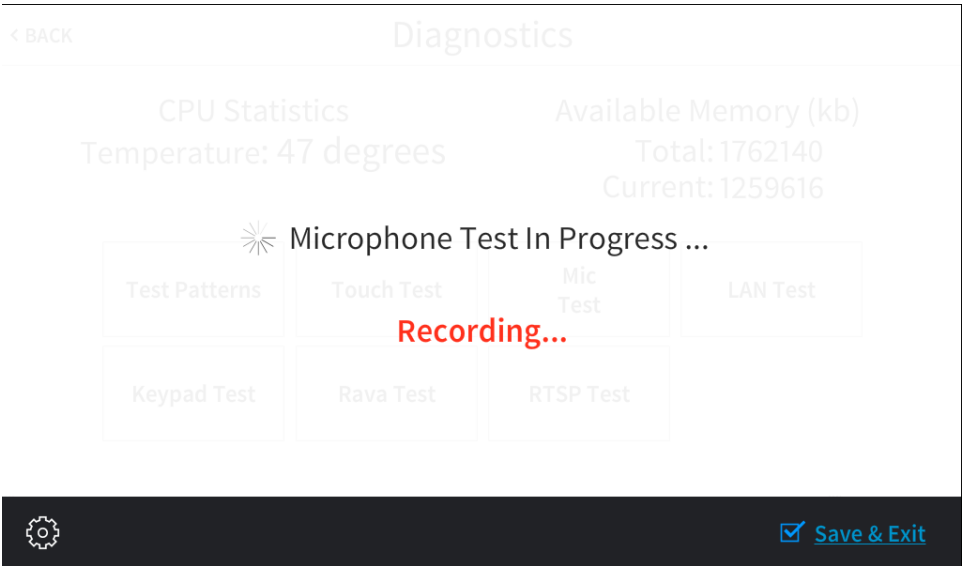 < BACK
Diagnostics
CPU Statistics
Temperature: 47 degrees
Available Memory (kb)
Total: 1762140
Current: 1259616
Microphone Test In Progress ...
Test Patterns
Touch Test
Mic
Test
LAN Test
Recording...
Keypad Test
Rava Test
RTSP Test
Save & Exit